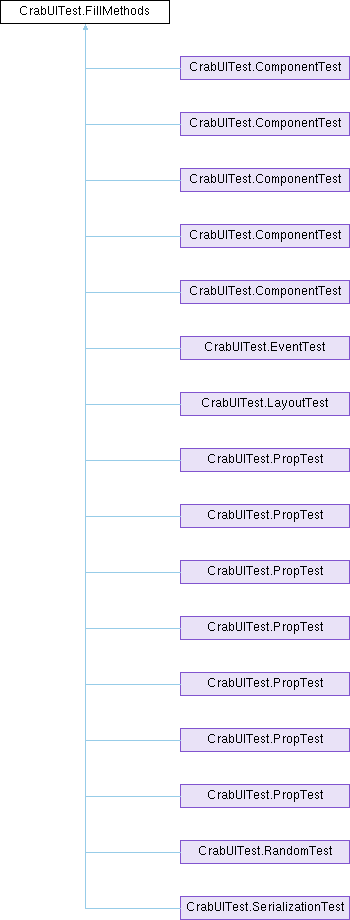 CrabUITest.FillMethods
CrabUITest.ComponentTest
CrabUITest.ComponentTest
CrabUITest.ComponentTest
CrabUITest.ComponentTest
CrabUITest.ComponentTest
CrabUITest.EventTest
CrabUITest.LayoutTest
CrabUITest.PropTest
CrabUITest.PropTest
CrabUITest.PropTest
CrabUITest.PropTest
CrabUITest.PropTest
CrabUITest.PropTest
CrabUITest.PropTest
CrabUITest.RandomTest
CrabUITest.SerializationTest